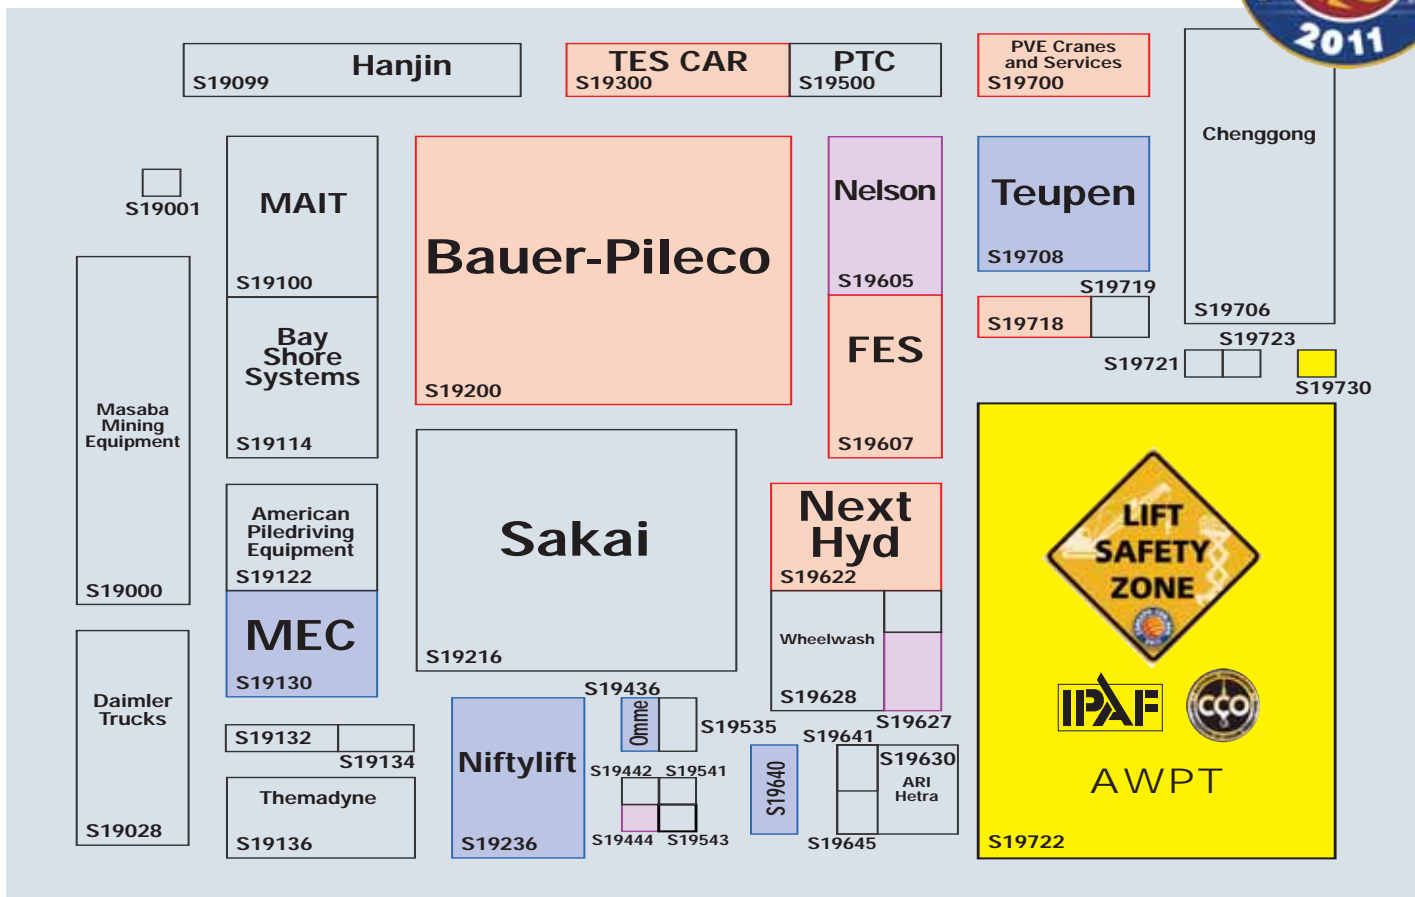 2011
Hanjin
S19099
TES CAR
S19300
PTC
S19500
PVE Cranes
and Services
S19700
Chenggong
S19706
S19001
MAIT
S19100
Bauer-Pileco
S19200
Nelson
S19605
Teupen
S19708
S19719
S19718
S19723
S19721
S19730
Bay
Shore
Systems
S19114
FES
S19607
Masaba
Mining
Equipment
S19000
American
Piledriving
Equipment
S19122
Sakai
S19216
Next
Hyd
S19622
LIFT
SAFETY
ZONE
IPAF
CCO
AWPT
S19722
MEC
S19130
Wheelwash
S19628
S19627
Daimler
Trucks
S19028
S19132
S19134
Themadyne
S19136
Niftylift
S19236
S19436
Omme
S19535
S19442
S19541
S19444
S19543
S19640
S19641
S19630
ARI
Hetra
S19645